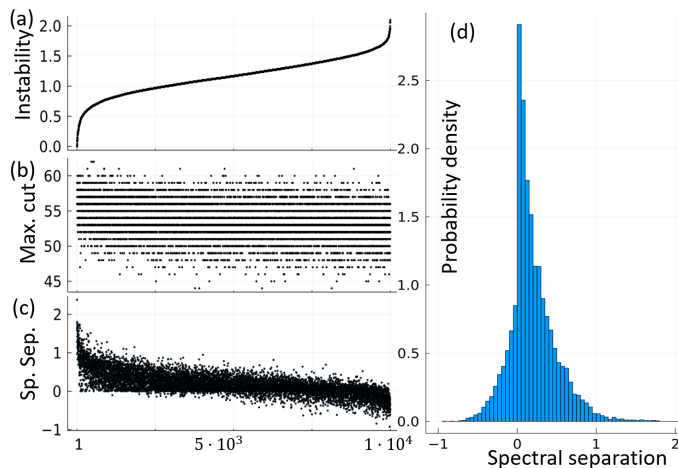 (a)
Instability
2.0
1.5
1.0
0.5
0.0
(b)
Max. cut
60
55
50
45
(c)
Sp. Sep.
2
1
0
−1
1
5·10³
1·10⁴
(d)
Probability density
2.5
2.0
1.5
1.0
0.5
0.0
−1
0
1
2
Spectral separation